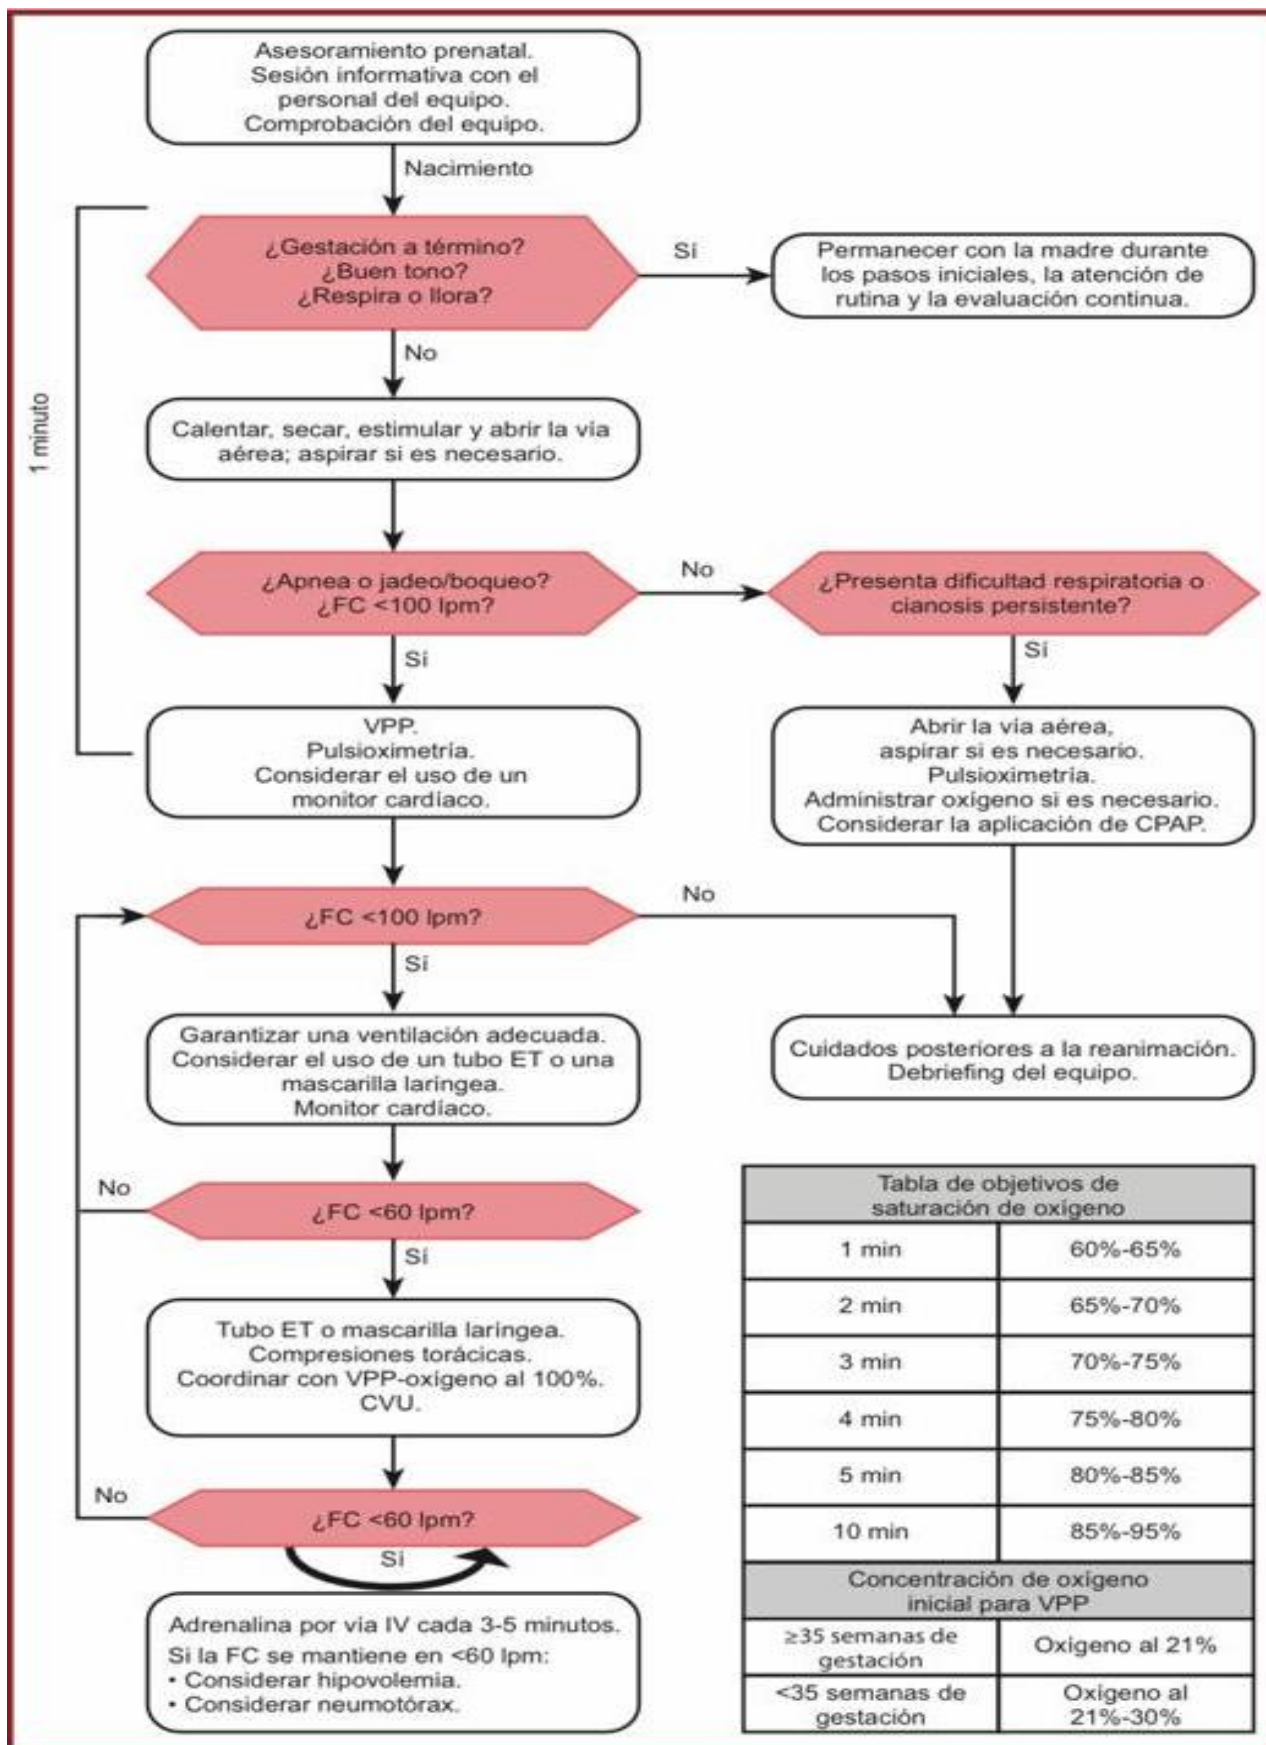 Asesoramiento prenatal.
Sesión informativa con el
personal del equipo.
Comprobación del equipo.
Nacimiento
1 minuto
¿Gestación a término?
¿Buen tono?
¿Respira o llora?
Sí
Permanecer con la madre durante
los pasos iniciales, la atención de
rutina y la evaluación continua.
No
Calentar, secar, estimular y abrir la vía
aérea; aspirar si es necesario.
¿Apnea o jadeo/boqueo?
¿FC <100 lpm?
No
¿Presenta dificultad respiratoria o
cianosis persistente?
Sí
Sí
VPP.
Pulsioximetría.
Considerar el uso de un
monitor cardíaco.
Abrir la vía aérea,
aspirar si es necesario.
Pulsioximetría.
Administrar oxígeno si es necesario.
Considerar la aplicación de CPAP.
¿FC <100 lpm?
No
Sí
Garantizar una ventilación adecuada.
Considerar el uso de un tubo ET o una
mascarilla laríngea.
Monitor cardíaco.
Cuidados posteriores a la reanimación.
Debriefing del equipo.
No
¿FC <60 lpm?
Sí
Tubo ET o mascarilla laríngea.
Compresiones torácicas.
Coordinar con VPP-oxígeno al 100%.
CVU.
No
¿FC <60 lpm?
Sí
Adrenalina por vía IV cada 3-5 minutos.
Si la FC se mantiene en <60 lpm:
• Considerar hipovolemia.
• Considerar neumotórax.
Tabla de objetivos de
saturación de oxígeno
1 min 60%-65%
2 min 65%-70%
3 min 70%-75%
4 min 75%-80%
5 min 80%-85%
10 min 85%-95%
Concentración de oxígeno
inicial para VPP
≥35 semanas de
gestación
Oxígeno al 21%
<35 semanas de
gestación
Oxígeno al
21%-30%